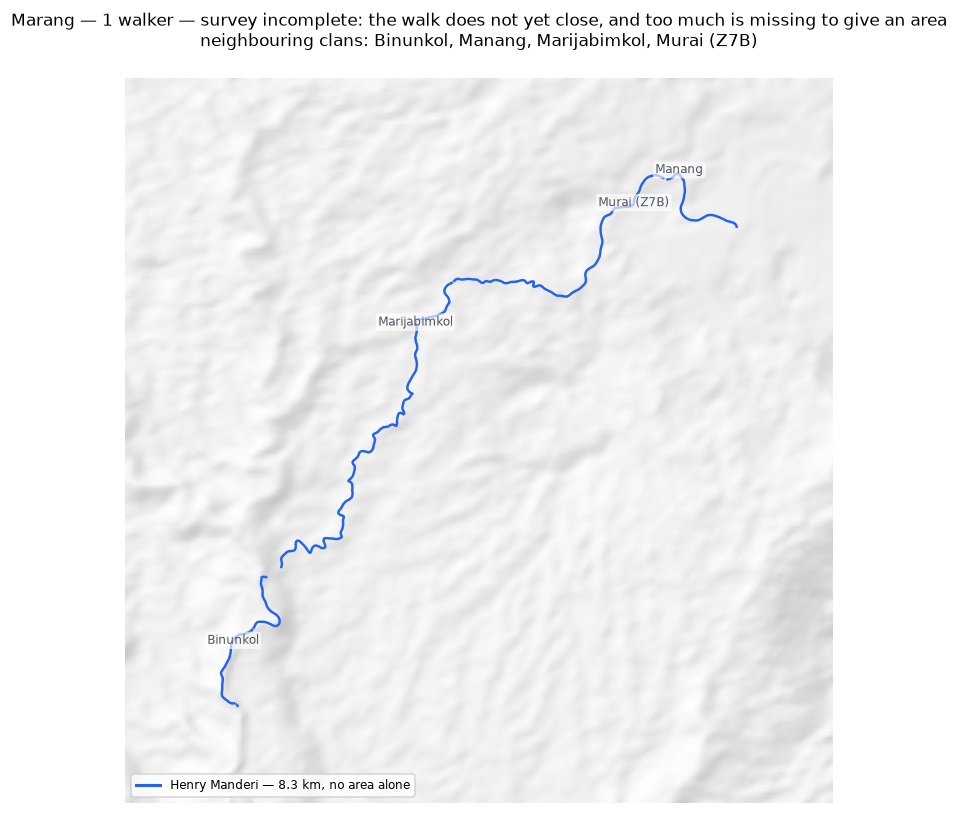 Marang — 1 walker — survey incomplete: the walk does not yet close, and too much is missing to give an area
neighbouring clans: Binunkol, Manang, Marijabimkol, Murai (Z7B)
Manang
Murai (Z7B)
Marijabimkol
Binunkol
Henry Manderi — 8.3 km, no area alone